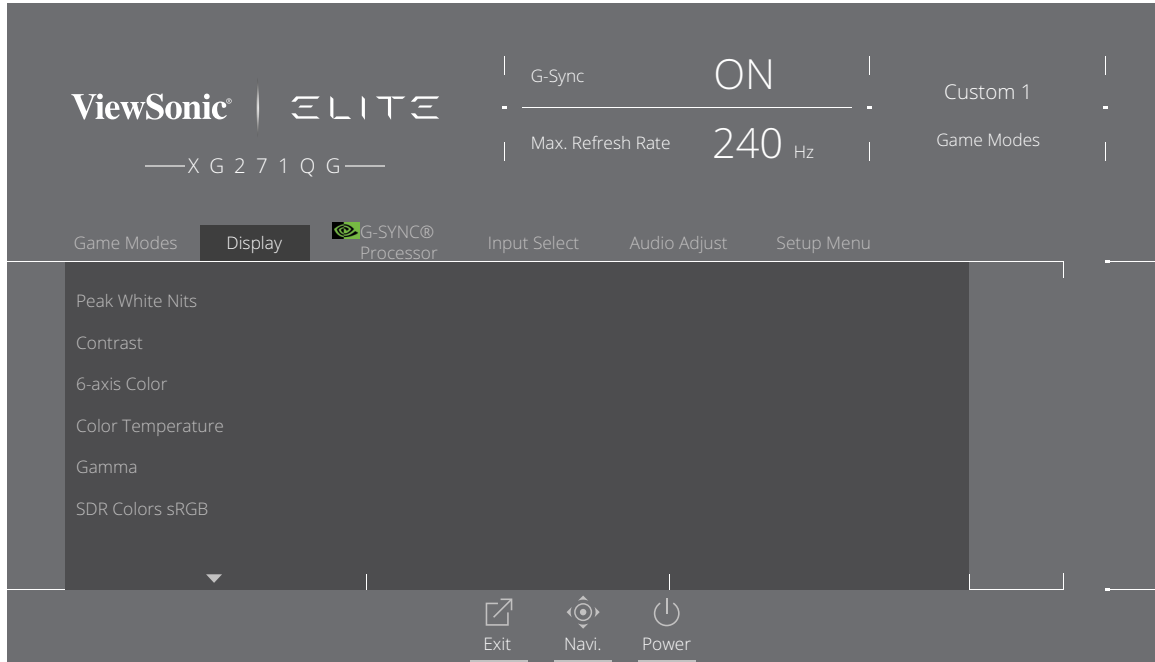 G-Sync ON
ViewSonic® ELITE
Custom 1
Max. Refresh Rate 240 Hz
Game Modes
XG271QG
Game Modes Display G-SYNC® Processor Input Select Audio Adjust Setup Menu
Peak White Nits
Contrast
6-axis Color
Color Temperature
Gamma
SDR Colors sRGB
Exit Navi. Power